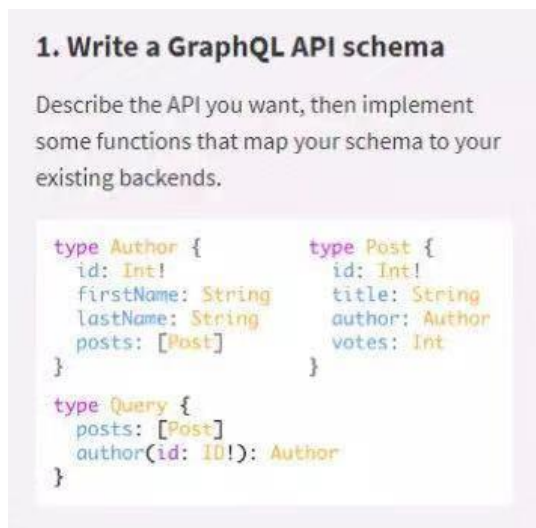 1. Write a GraphQL API schema
Describe the API you want, then implement
some functions that map your schema to your
existing backends.
type Author {
id: Int!
firstName: String
lastName: String
posts: [Post]
}
type Post {
id: Int!
title: String
author: Author
votes: Int
}
type Query {
posts: [Post]
author(id: ID!): Author
}